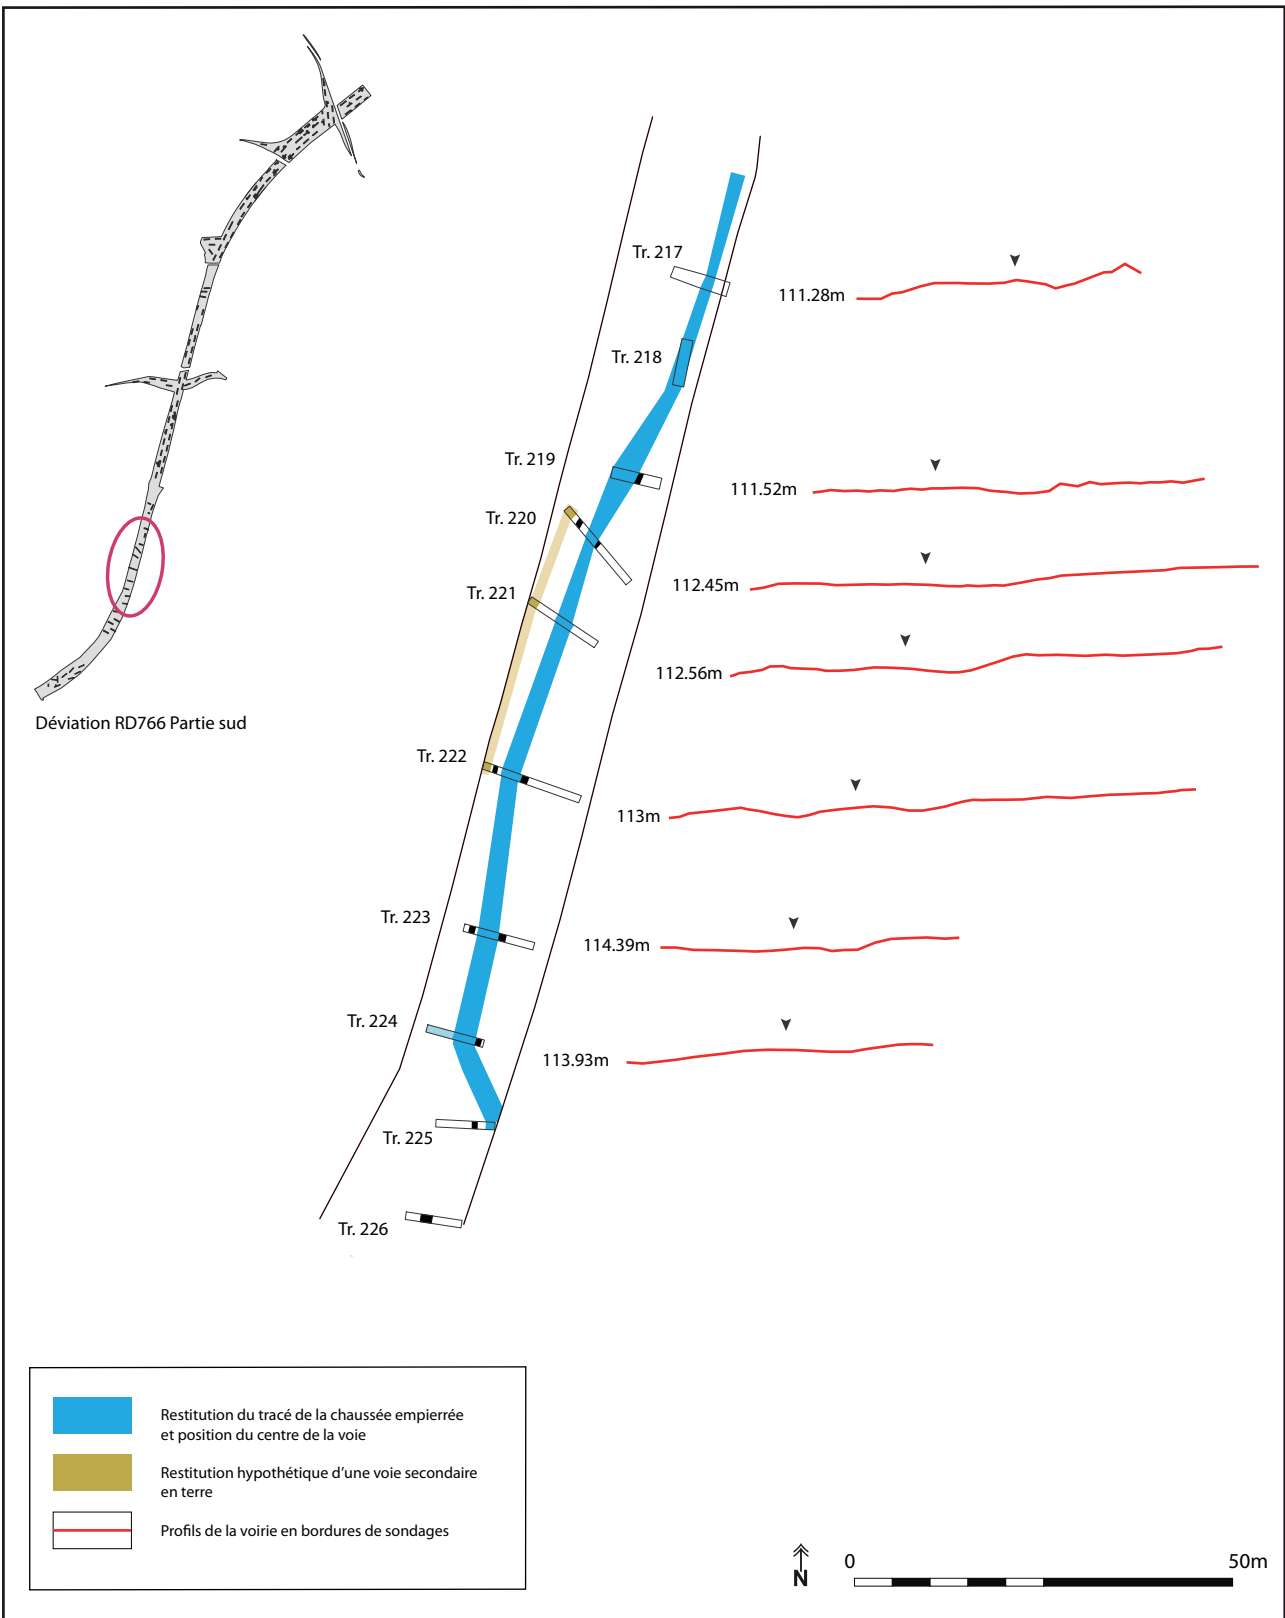 Tr. 217
111.28m
Tr. 218
Tr. 219
111.52m
Tr. 220
112.45m
Tr. 221
112.56m
Déviation RD766 Partie sud
Tr. 222
113m
Tr. 223
114.39m
Tr. 224
113.93m
Tr. 225
Tr. 226
Restitution du tracé de la chaussée empierrée
et position du centre de la voie
Restitution hypothétique d’une voie secondaire
en terre
Profils de la voirie en bordures de sondages
N
0
50m